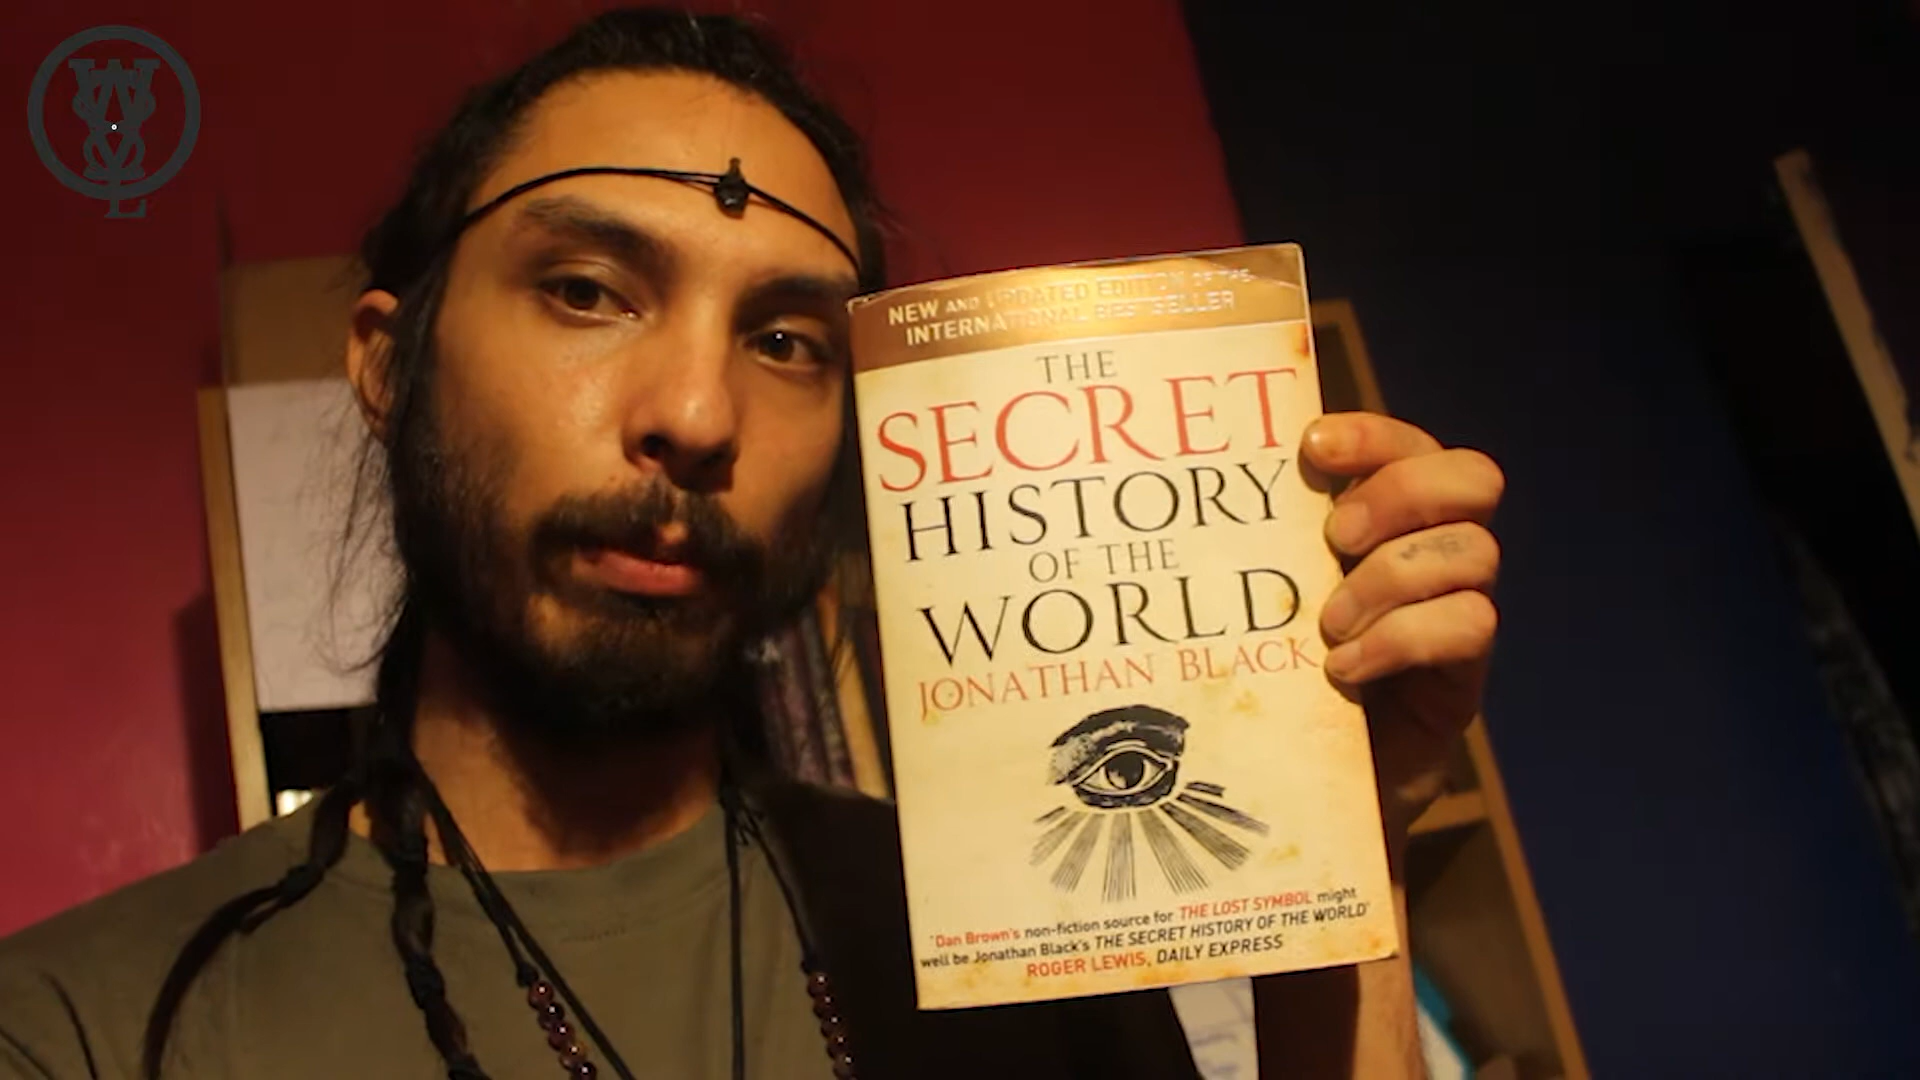 NEW AND UPDATED EDITION OF THE
INTERNATIONAL BESTSELLER
THE
SECRET
HISTORY
OF THE
WORLD
JONATHAN BLACK
"Dan Brown's non-fiction source for THE LOST SYMBOL might
well be Jonathan Black's THE SECRET HISTORY OF THE WORLD'
ROGER LEWIS, DAILY EXPRESS